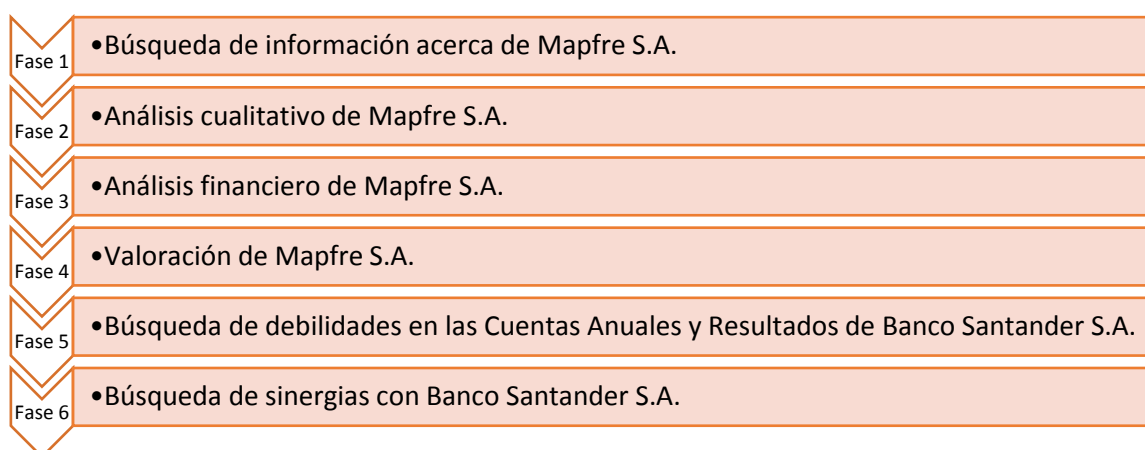 Fase 1
•Búsqueda de información acerca de Mapfre S.A.
Fase 2
•Análisis cualitativo de Mapfre S.A.
Fase 3
•Análisis financiero de Mapfre S.A.
Fase 4
•Valoración de Mapfre S.A.
Fase 5
•Búsqueda de debilidades en las Cuentas Anuales y Resultados de Banco Santander S.A.
Fase 6
•Búsqueda de sinergias con Banco Santander S.A.